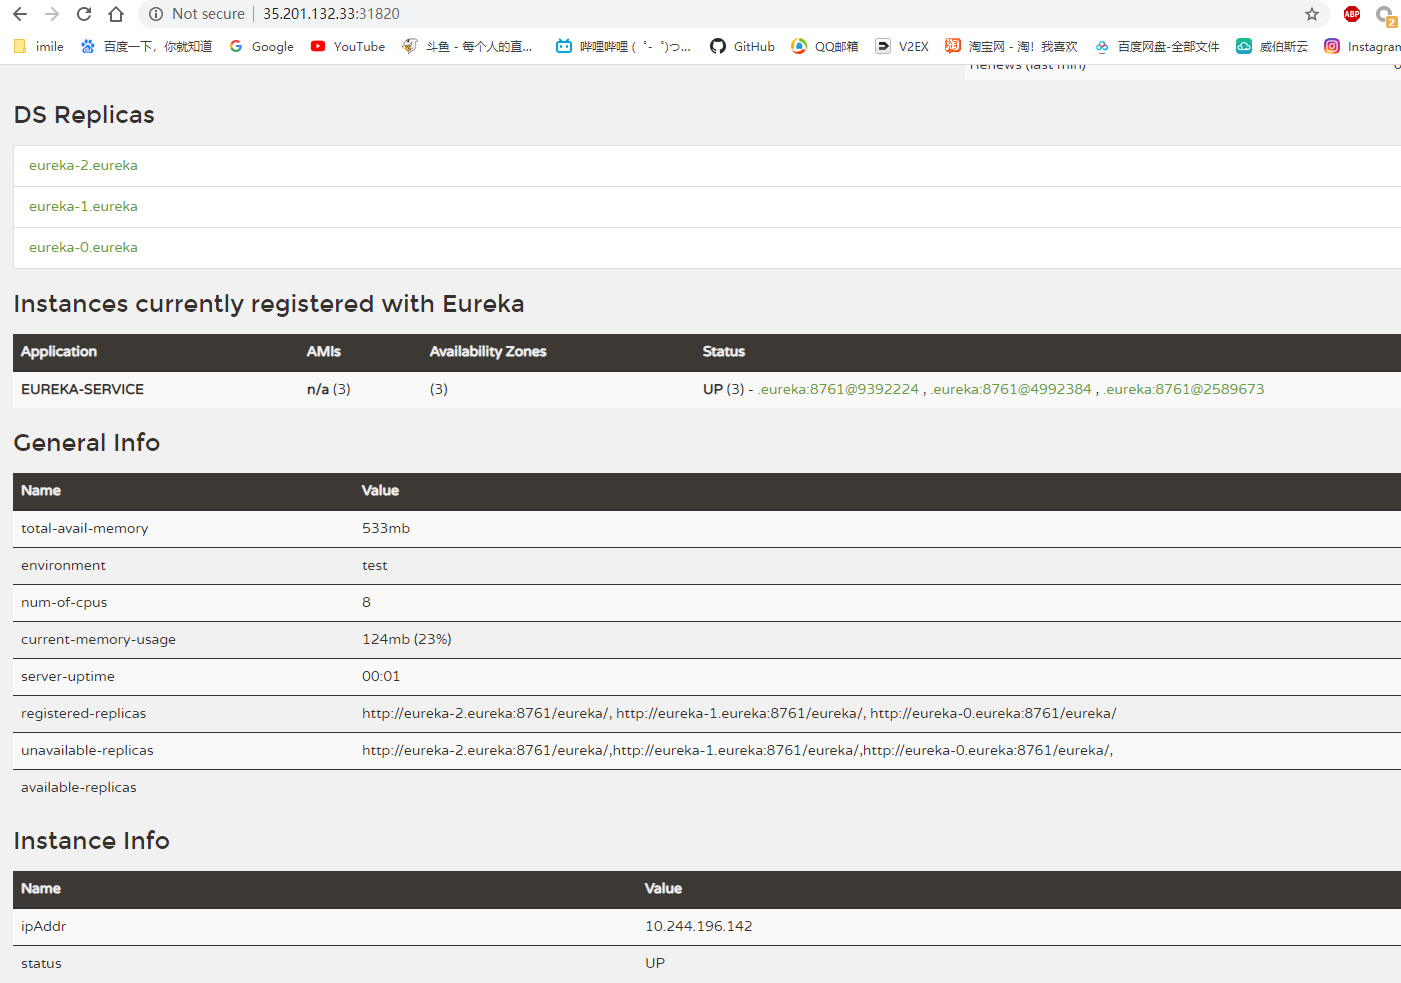 Not secure | 35.201.132.33:31820
imile 百度一下，你就知道 Google YouTube 斗鱼 - 每个人的直... 哔哩哔哩 ( ゜- ゜)つ... GitHub QQ邮箱 V2EX 淘宝网 - 淘！我喜欢 百度网盘-全部文件 威伯斯云 Instagran
Renews (last min)
DS Replicas
eureka-2.eureka
eureka-1.eureka
eureka-0.eureka
Instances currently registered with Eureka
Application AMIs Availability Zones Status
EUREKA-SERVICE n/a (3) (3) UP (3) - .eureka:8761@9392224 , .eureka:8761@4992384 , .eureka:8761@2589673
General Info
Name Value
total-avail-memory 533mb
environment test
num-of-cpus 8
current-memory-usage 124mb (23%)
server-uptime 00:01
registered-replicas http://eureka-2.eureka:8761/eureka/, http://eureka-1.eureka:8761/eureka/, http://eureka-0.eureka:8761/eureka/
unavailable-replicas http://eureka-2.eureka:8761/eureka/,http://eureka-1.eureka:8761/eureka/,http://eureka-0.eureka:8761/eureka/,
available-replicas
Instance Info
Name Value
ipAddr 10.244.196.142
status UP